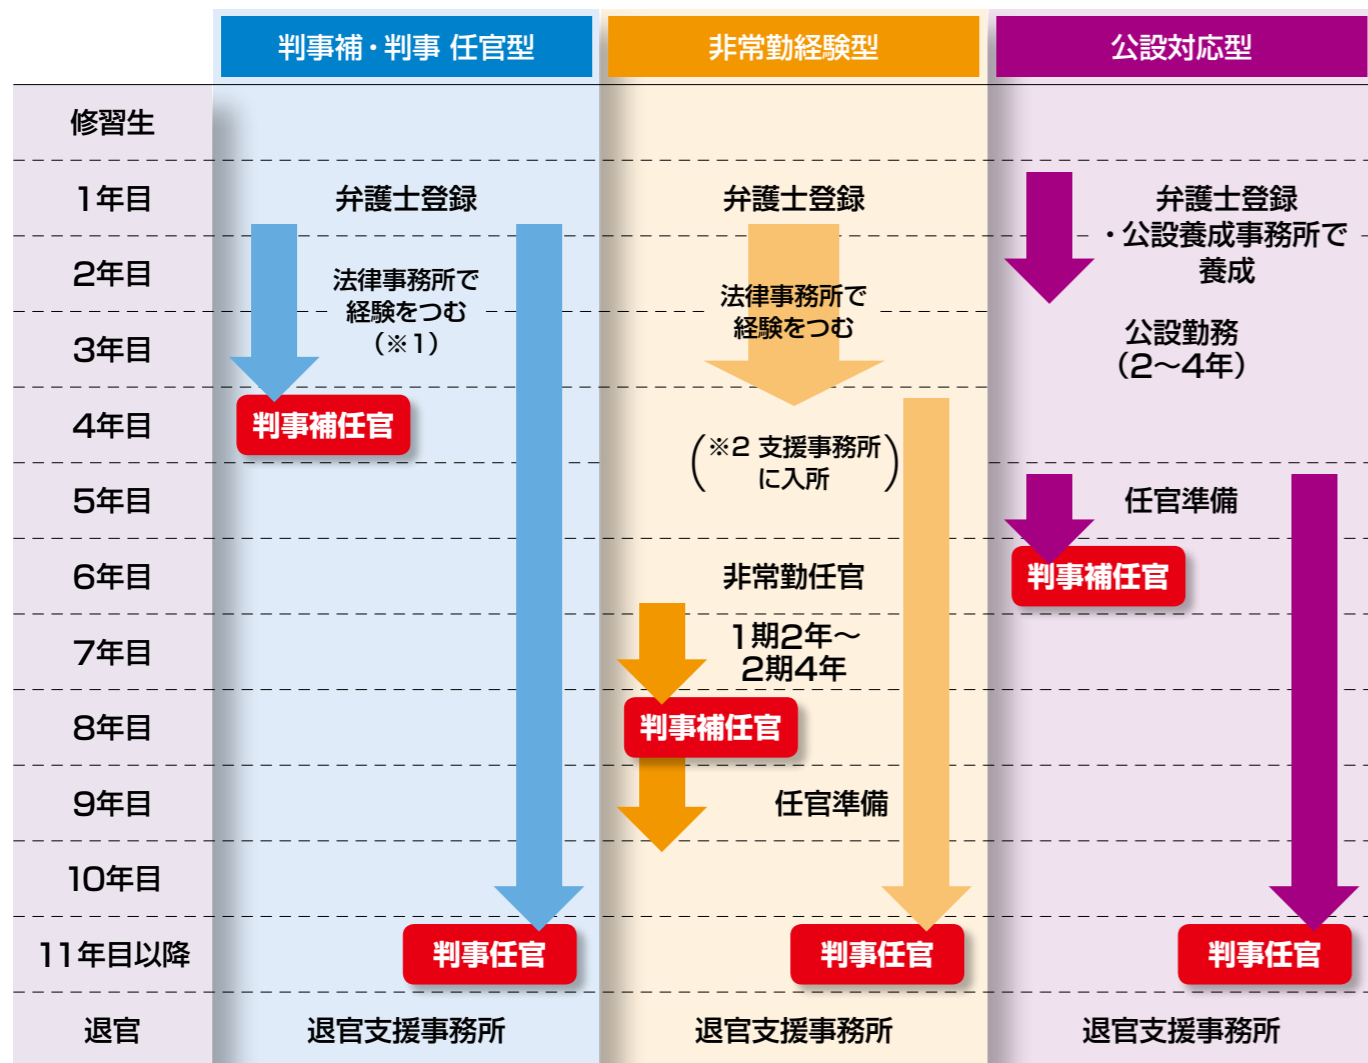 判事補・判事 任官型
非常勤経験型
公設対応型
修習生
1年目
弁護士登録
弁護士登録
弁護士登録
・公設養成事務所で
養成
2年目
法律事務所で
経験をつむ
(※1)
法律事務所で
経験をつむ
3年目
公設勤務
(2〜4年)
4年目
判事補任官
(※2 支援事務所
に入所)
5年目
任官準備
6年目
非常勤任官
判事補任官
7年目
1期2年〜
2期4年
8年目
判事補任官
9年目
任官準備
10年目
11年目以降
判事任官
判事任官
判事任官
退官
退官支援事務所
退官支援事務所
退官支援事務所